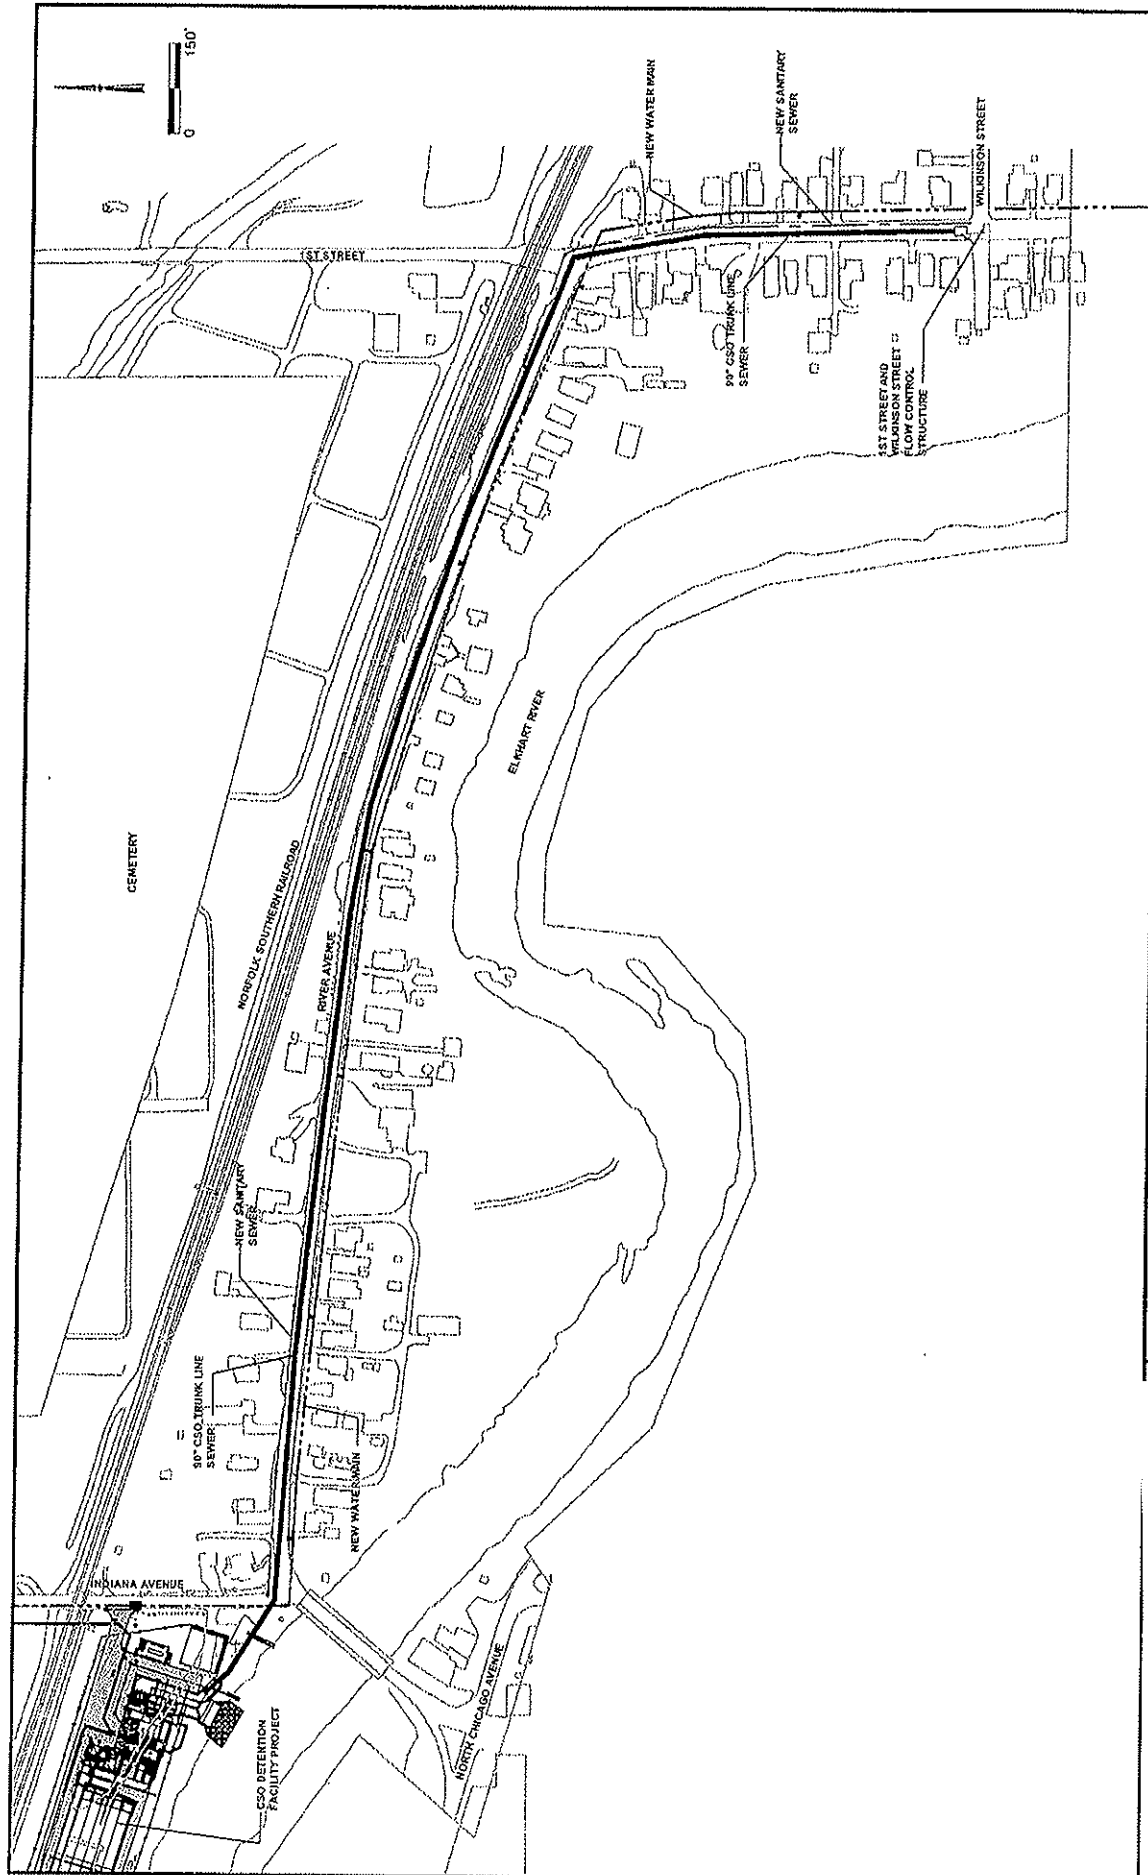 0
150'
CEMETERY
1ST STREET
NORFOLK SOUTHERN RAILROAD
RIVER AVENUE
ELKHART RIVER
NEW WATER MAIN
NEW SANITARY
SEWER
90" CSO TRUNK LINE
SEWER
WILKINSON STREET
1ST STREET AND
WILKINSON STREET
FLOW CONTROL
STRUCTURE
NEW SANITARY
SEWER
90" CSO TRUNK LINE
SEWER
NEW WATER MAIN
INDIANA AVENUE
CSO DETENTION
FACILITY PROJECT
NORTH CHICAGO AVENUE